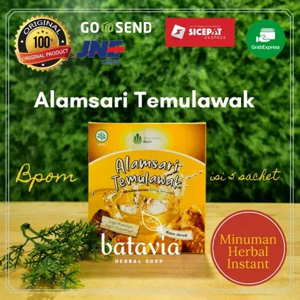 ORIGINAL
100%
ORIGINAL PRODUCT
GO SEND
JNE
SICEPAT
EKSPRES
GrabExpress
Alamsari Temulawak
Bpom
isi 5 sachet
Alamsari
Temulawak
batavia
HERBAL SHOP
Minuman
Herbal
Instant